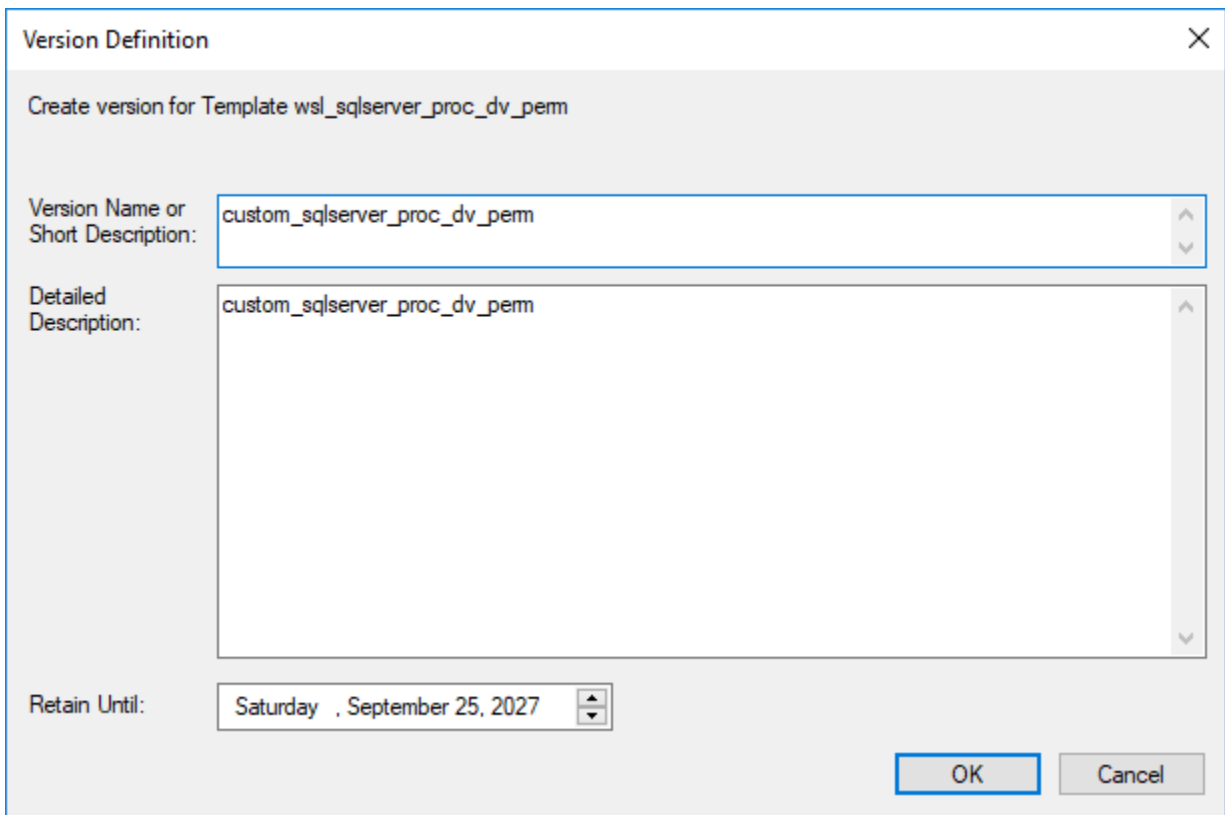 Version Definition
Create version for Template wsl_sqlserver_proc_dv_perm
Version Name or
Short Description:
custom_sqlserver_proc_dv_perm
Detailed
Description:
custom_sqlserver_proc_dv_perm
Retain Until:
Saturday , September 25, 2027
OK
Cancel